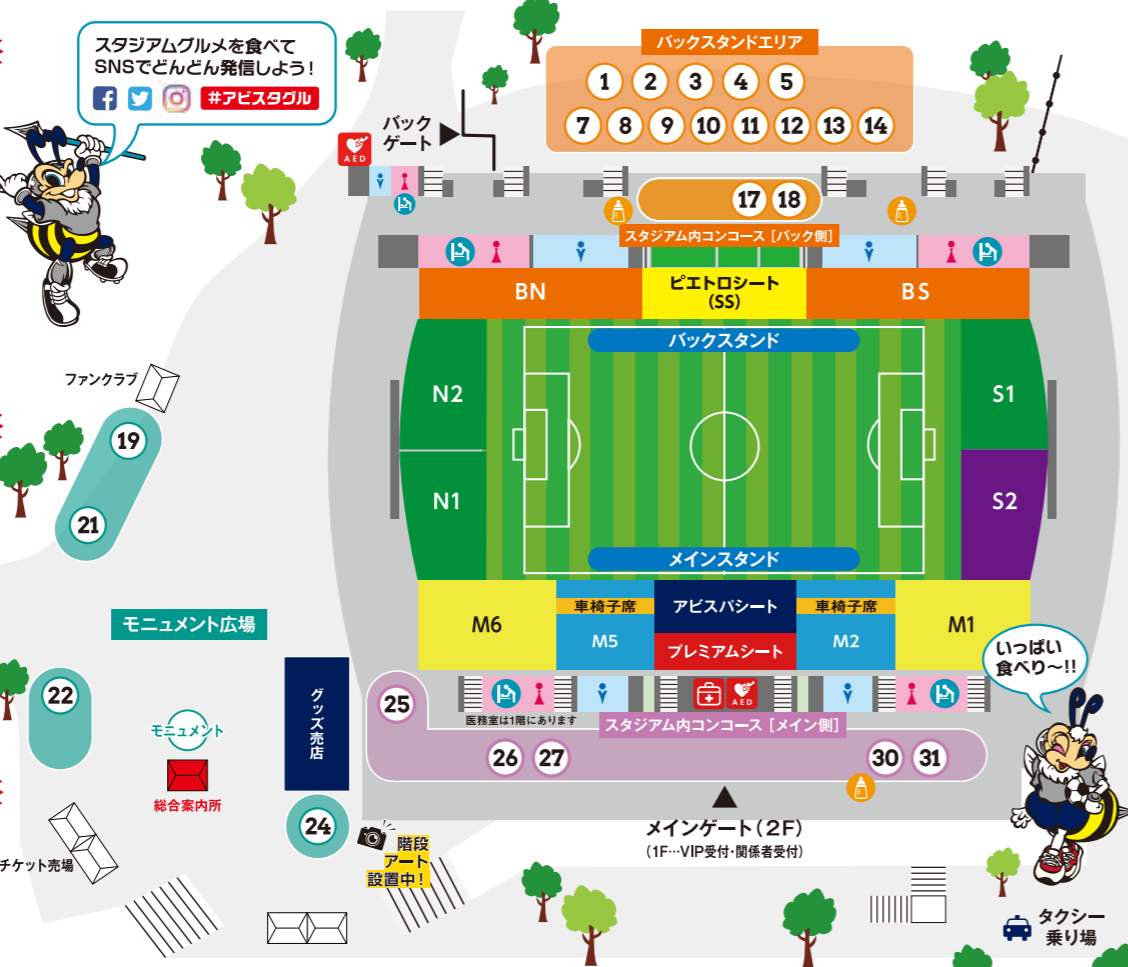 スタジアムグルメを食べて
SNSでどんどん発信しよう！
#アビスタグル
バックスタンドエリア
1 2 3 4 5
7 8 9 10 11 12 13 14
バック
ゲート
AED
17 18
スタジアム内コンコース［バック側］
BN
ピエトロシート
(SS)
BS
バックスタンド
N2
S1
N1
S2
メインスタンド
ファンクラブ
19
21
モニュメント広場
M6
車椅子席
M5
アビスパシート
プレミアムシート
車椅子席
M2
M1
いっぱい
食べり〜!!
22
モニュメント
総合案内所
チケット売場
グッズ売店
24
25
AED
医務室は1階にあります
スタジアム内コンコース［メイン側］
26 27
30 31
メインゲート（2F）
（1F…VIP受付・関係者受付）
階段
アート
設置中！
タクシー
乗り場